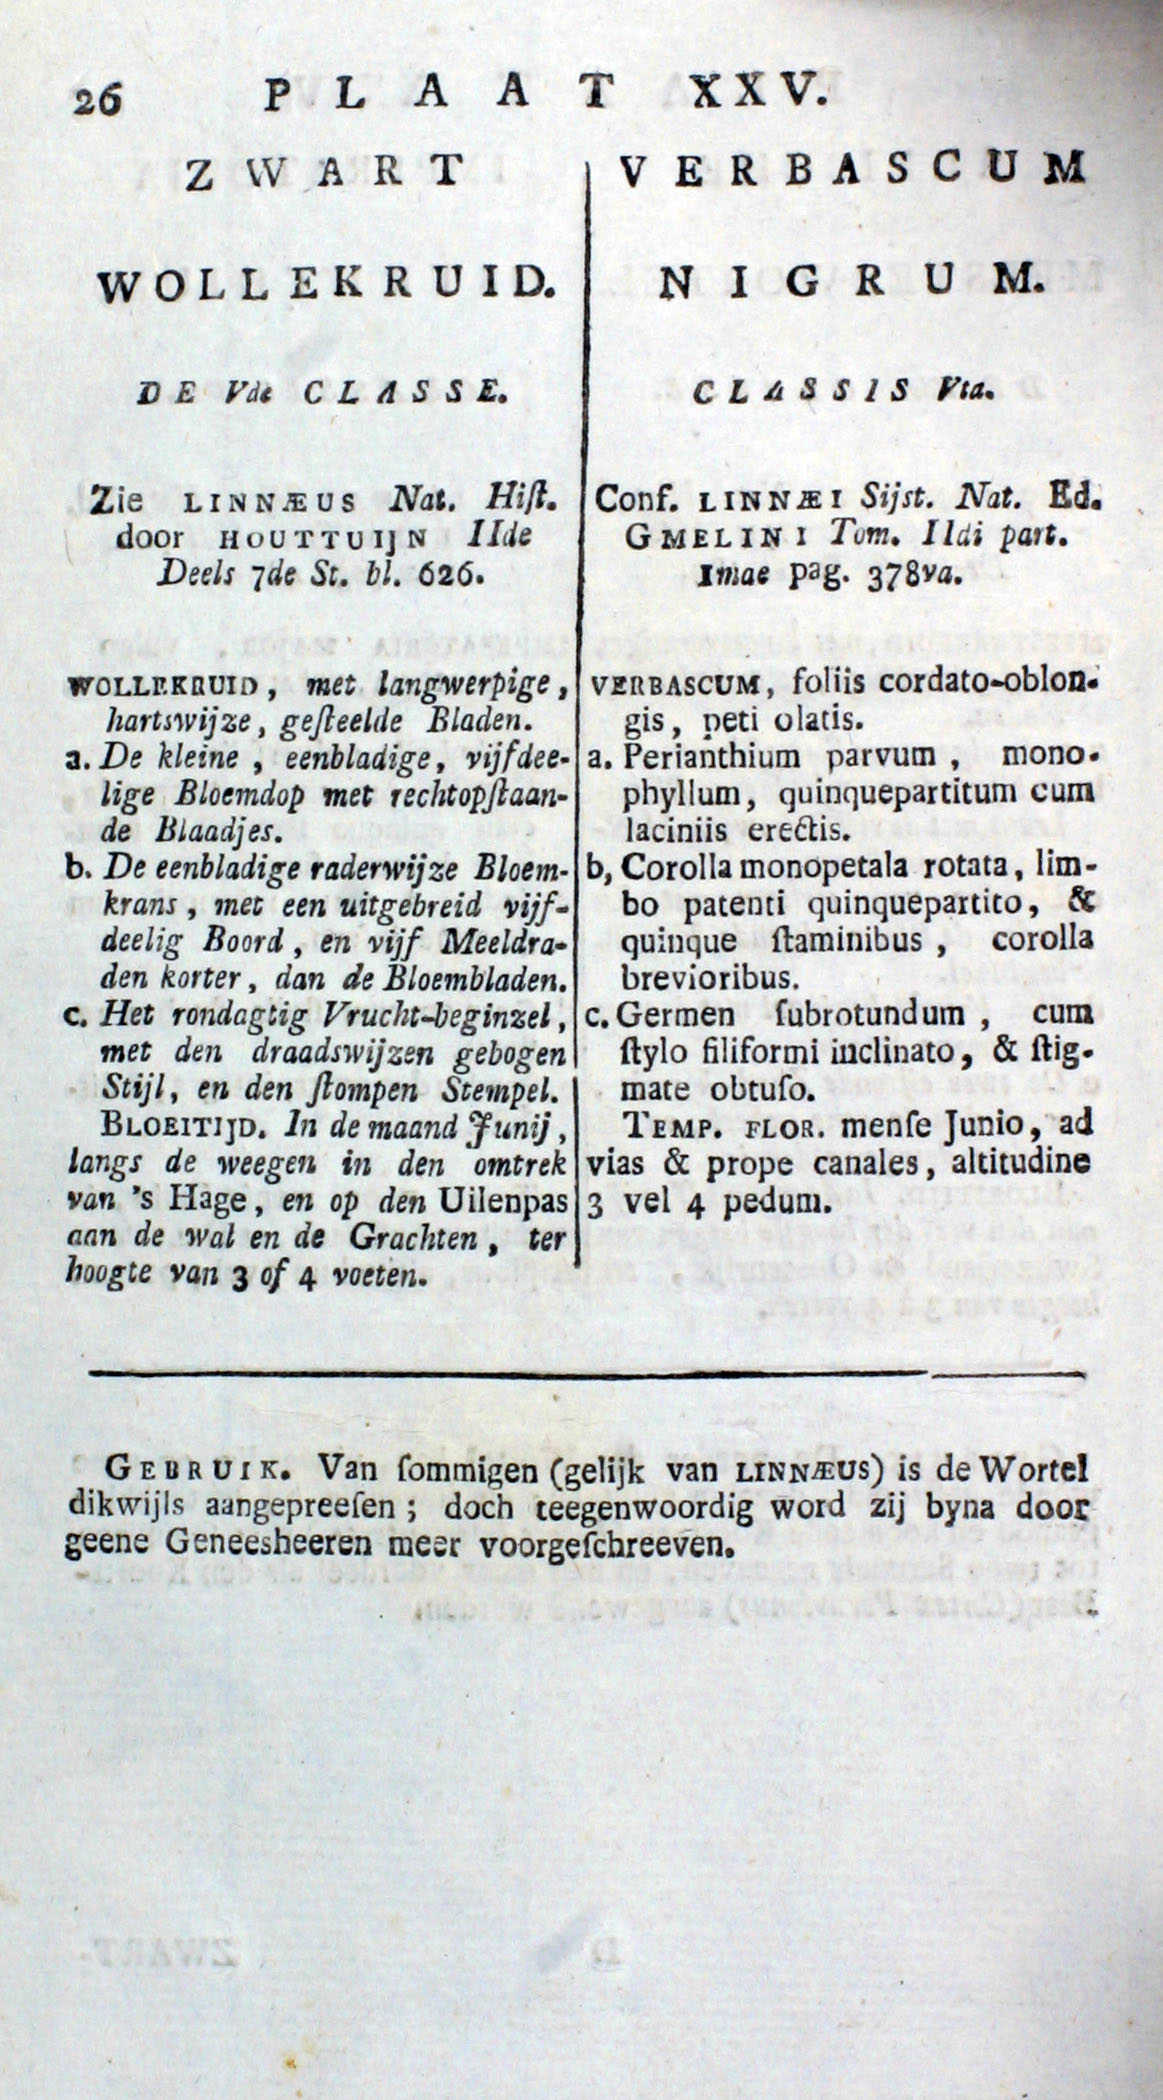 26 PLAAT XXV.
ZWART
WOLLEKRUID.
DE Vde CLASSE.
Zie LINNÆUS Nat. Hiſt.
door HOUTTUIJN IIde
Deels 7de St. bl. 626.
WOLLEKRUID, met langwerpige,
hartswijze, geſteelde Bladen.
a. De kleine, eenbladige, vijfdee-
lige Bloemdop met rechtopſtaan-
de Blaadjes.
b. De eenbladige raderwijze Bloem-
krans, met een uitgebreid vijf-
deelig Boord, en vijf Meeldra-
den korter, dan de Bloembladen.
c. Het rondagtig Vrucht-beginzel,
met den draadswijzen gebogen
Stijl, en den ſtompen Stempel.
BLOEITIJD. In de maand Junij,
langs de weegen in den omtrek
van 's Hage, en op den Uilenpas
aan de wal en de Grachten, ter
hoogte van 3 of 4 voeten.
VERBASCUM
NIGRUM.
CLASSIS Vta.
Conf. LINNÆI Sijst. Nat. Ed.
GMELINI Tom. IIdi part.
Imae pag. 378va.
VERBASCUM, foliis cordato-oblon-
gis, peti olatis.
a. Perianthium parvum, mono-
phyllum, quinquepartitum cum
laciniis erectis.
b, Corolla monopetala rotata, lim-
bo patenti quinquepartito, &
quinque ſtaminibus, corolla
brevioribus.
c. Germen ſubrotundum, cum
ſtylo filiformi inclinato, & ſtig-
mate obtuſo.
TEMP. FLOR. menſe Junio, ad
vias & prope canales, altitudine
3 vel 4 pedum.
GEBRUIK. Van ſommigen (gelijk van LINNÆUS) is de Wortel
dikwijls aangepreeſen; doch teegenwoordig word zij byna door
geene Geneesheeren meer voorgeſchreeven.